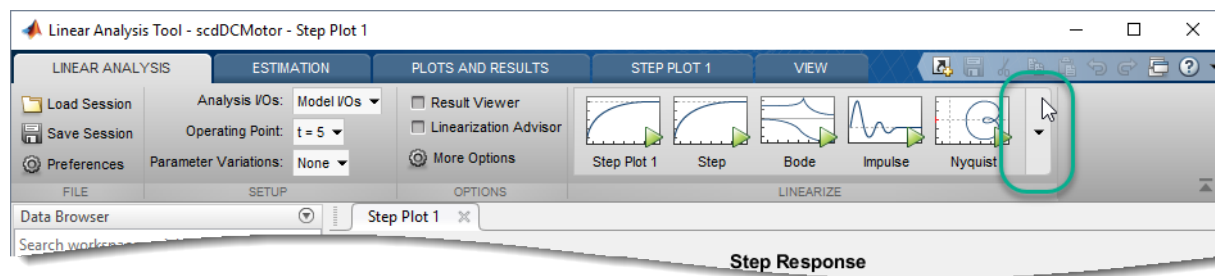 Linear Analysis Tool - scdDCMotor - Step Plot 1
LINEAR ANALYSIS ESTIMATION PLOTS AND RESULTS STEP PLOT 1 VIEW
Load Session
Save Session
Preferences
FILE
Analysis I/Os: Model I/Os
Operating Point: t = 5
Parameter Variations: None
SETUP
Result Viewer
Linearization Advisor
More Options
OPTIONS
Step Plot 1 Step Bode Impulse Nyquist
LINEARIZE
Data Browser
Step Plot 1
Search
Step Response